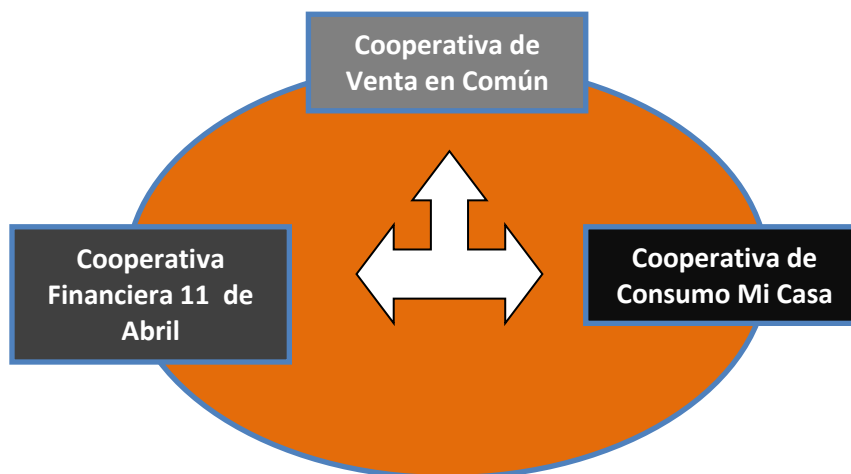 Cooperativa de
Venta en Común
Cooperativa
Financiera 11  de
Abril
Cooperativa de
Consumo Mi Casa